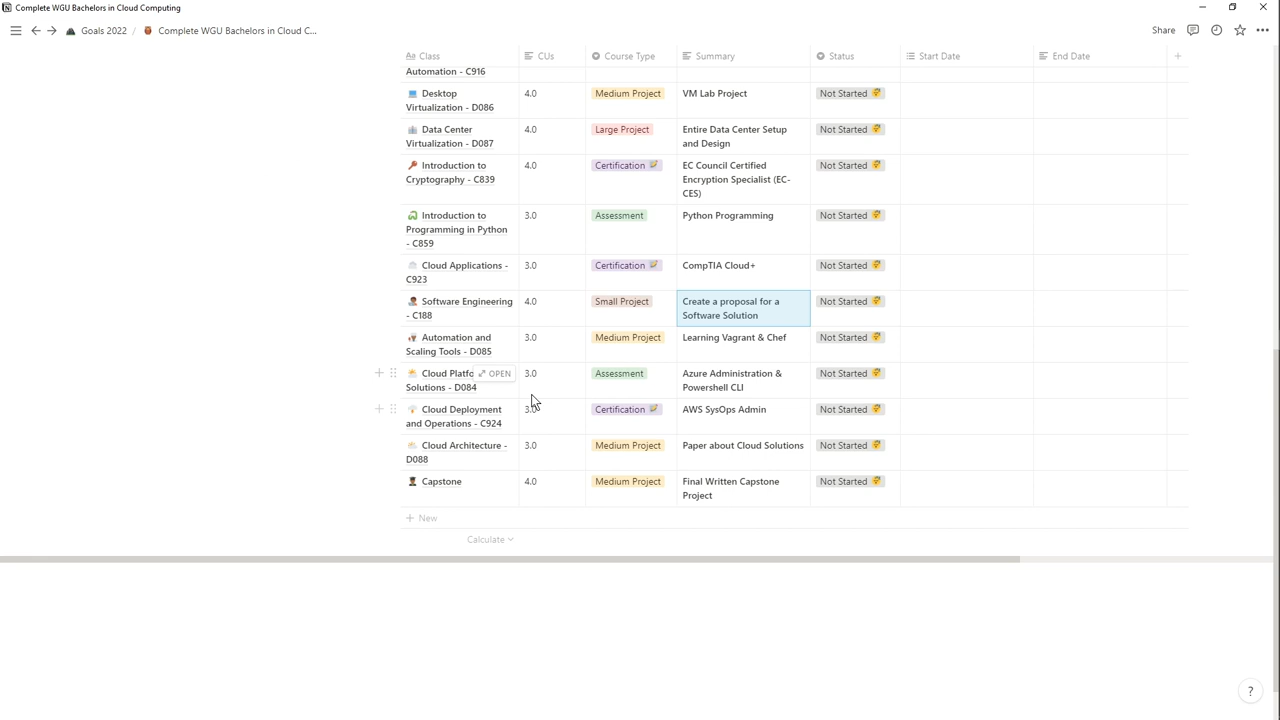 Complete WGU Bachelors in Cloud Computing
Goals 2022 / Complete WGU Bachelors in Cloud C...
Share
Class CUs Course Type Summary Status Start Date End Date
Automation - C916
Desktop
Virtualization - D086
4.0
Medium Project
VM Lab Project
Not Started
Data Center
Virtualization - D087
4.0
Large Project
Entire Data Center Setup
and Design
Not Started
Introduction to
Cryptography - C839
4.0
Certification
EC Council Certified
Encryption Specialist (EC-
CES)
Not Started
Introduction to
Programming in Python
- C859
3.0
Assessment
Python Programming
Not Started
Cloud Applications -
C923
3.0
Certification
CompTIA Cloud+
Not Started
Software Engineering
- C188
4.0
Small Project
Create a proposal for a
Software Solution
Not Started
Automation and
Scaling Tools - D085
3.0
Medium Project
Learning Vagrant & Chef
Not Started
Cloud Platfo
OPEN
Solutions - D084
3.0
Assessment
Azure Administration &
Powershell CLI
Not Started
Cloud Deployment
and Operations - C924
3.0
Certification
AWS SysOps Admin
Not Started
Cloud Architecture -
D088
3.0
Medium Project
Paper about Cloud Solutions
Not Started
Capstone
4.0
Medium Project
Final Written Capstone
Project
Not Started
+ New
Calculate
?